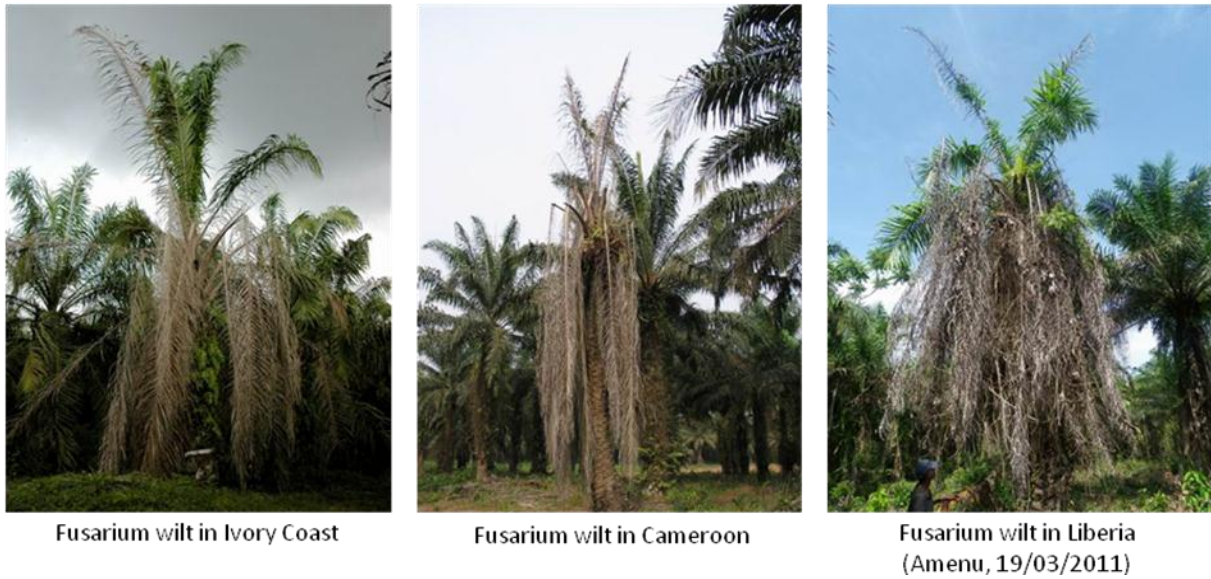 Fusarium wilt in Ivory Coast
Fusarium wilt in Cameroon
Fusarium wilt in Liberia
(Amenu, 19/03/2011)